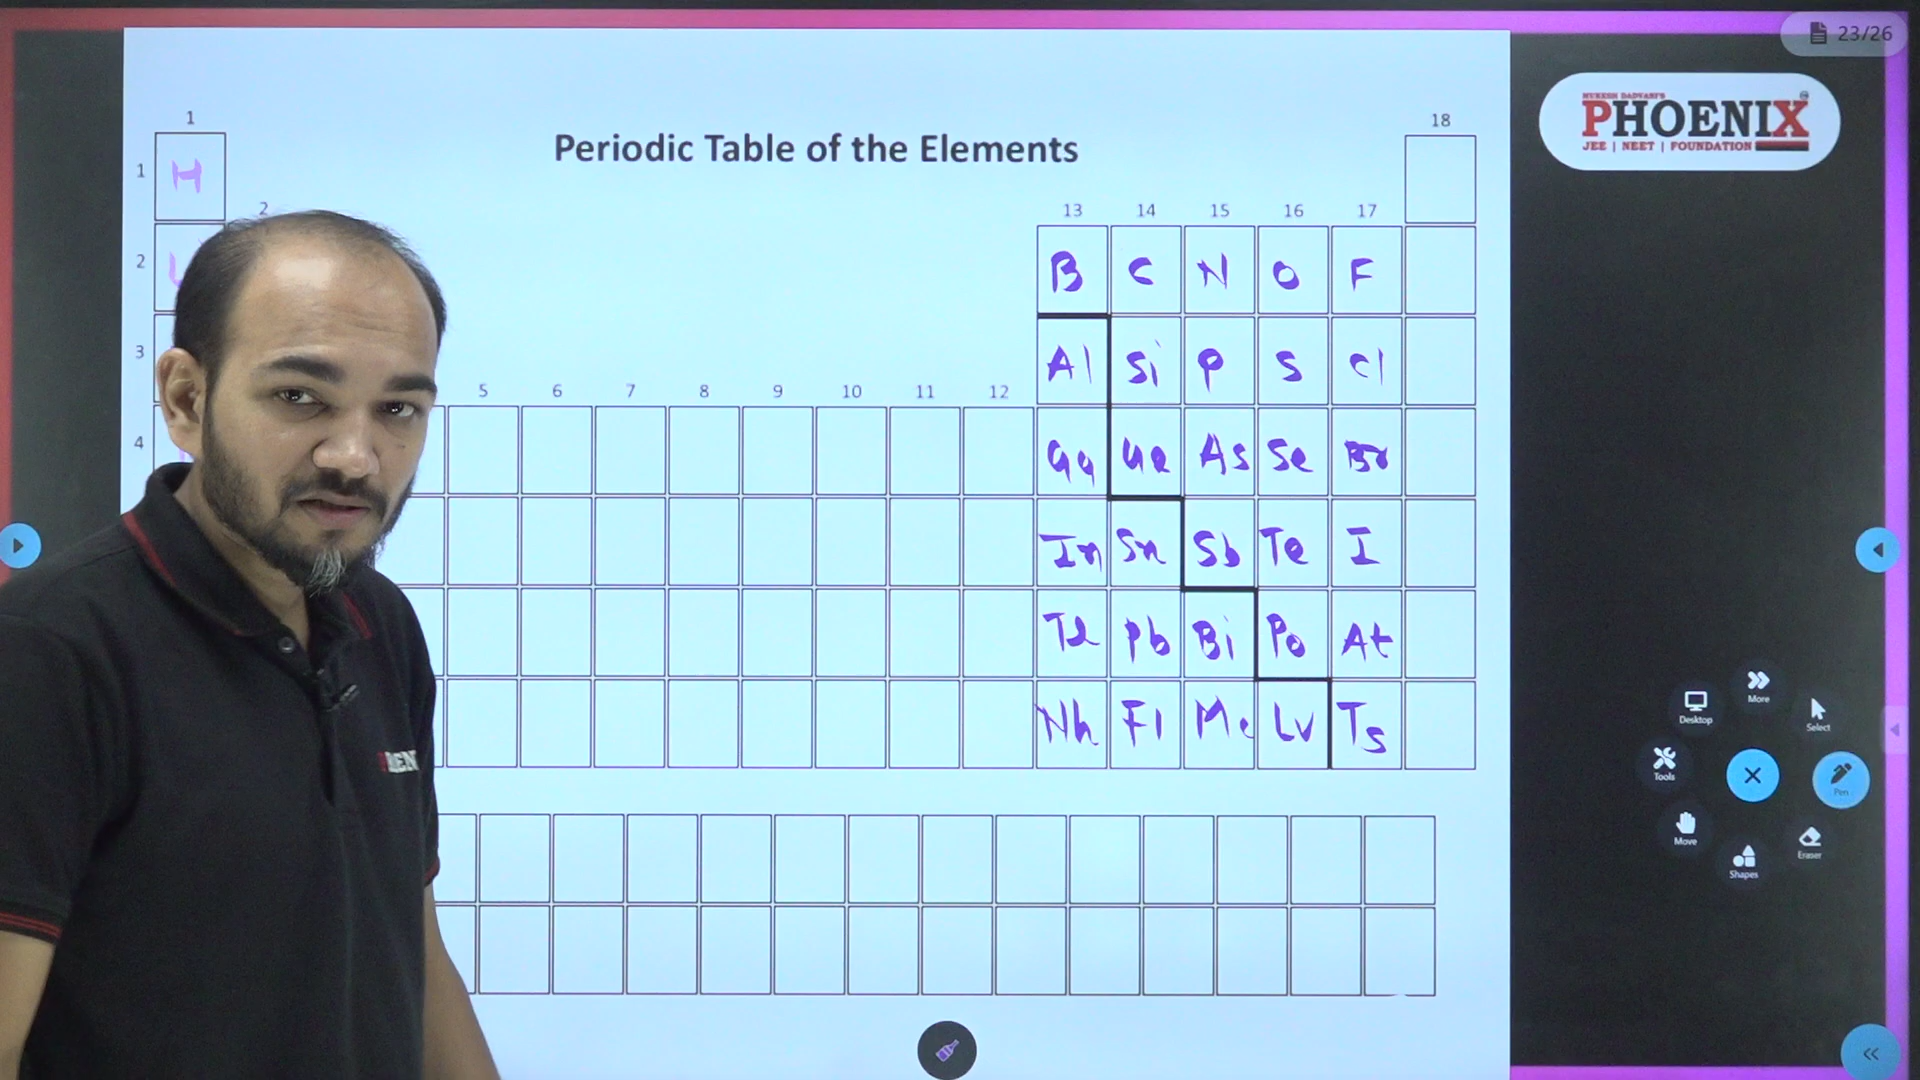 23/26
MUKESH DADVANI'S
PHOENIX
JEE | NEET | FOUNDATION
Periodic Table of the Elements
1 18
1 H
2 13 14 15 16 17
2 L B C N O F
3 Al Si P S Cl
5 6 7 8 9 10 11 12
4 Ga Ge As Se Br
In Sn Sb Te I
Tl Pb Bi Po At
Nh Fl Mc Lv Ts
More
Desktop
Select
Tools
Pen
Move
Eraser
Shapes